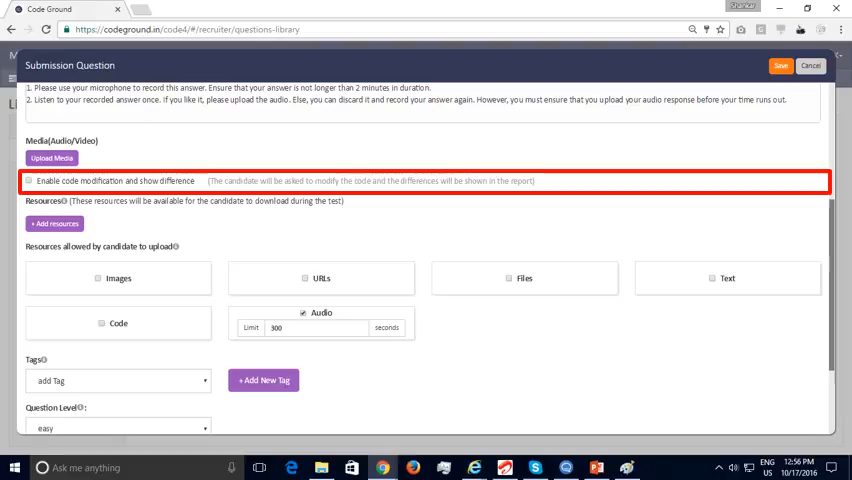 Code Ground
Shankar
https://codeground.in/code4/#/recruiter/questions-library
Submission Question
Save
Cancel
1. Please use your microphone to record this answer. Ensure that your answer is not longer than 2 minutes in duration.
2. Listen to your recorded answer once. If you like it, please upload the audio. Else, you can discard it and record your answer again. However, you must ensure that you upload your audio response before your time runs out.
Media(Audio/Video)
Upload Media
Enable code modification and show difference (The candidate will be asked to modify the code and the differences will be shown in the report)
Resources (These resources will be available for the candidate to download during the test)
+ Add resources
Resources allowed by candidate to upload
Images
URLs
Files
Text
Code
Audio
Limit 300 seconds
Tags
add Tag
+ Add New Tag
Question Level:
easy
Ask me anything
ENG
US
12:56 PM
10/17/2016